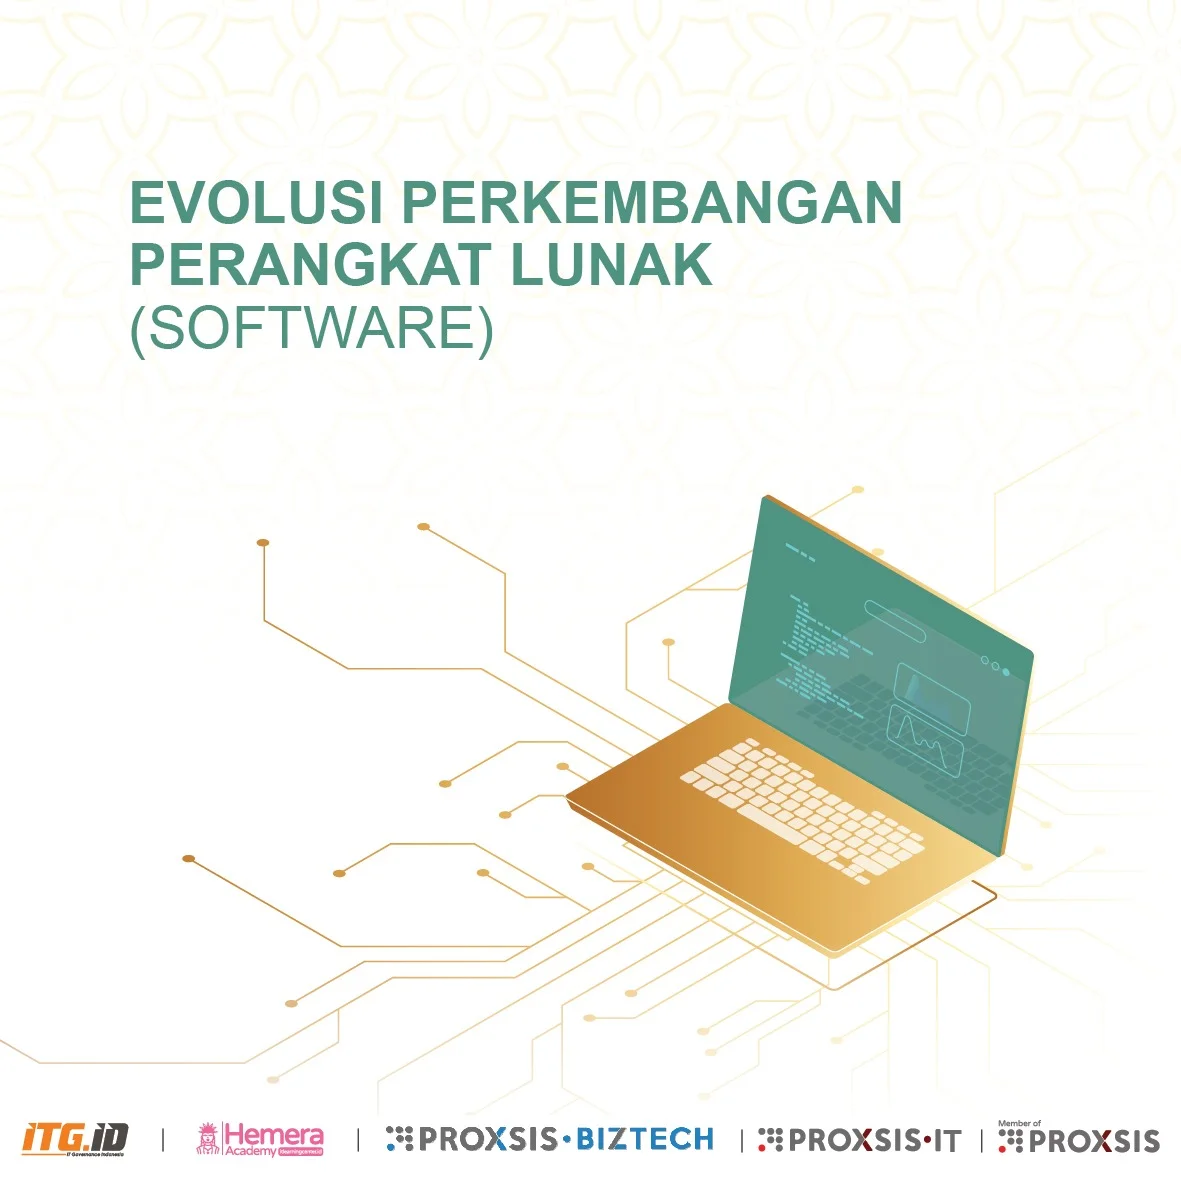 EVOLUSI PERKEMBANGAN
PERANGKAT LUNAK
(SOFTWARE)
ITG.ID
IT Governance Indonesia
Hemera
Academy
PROXSIS·BIZTECH
PROXSIS·IT
Member of
PROXSIS